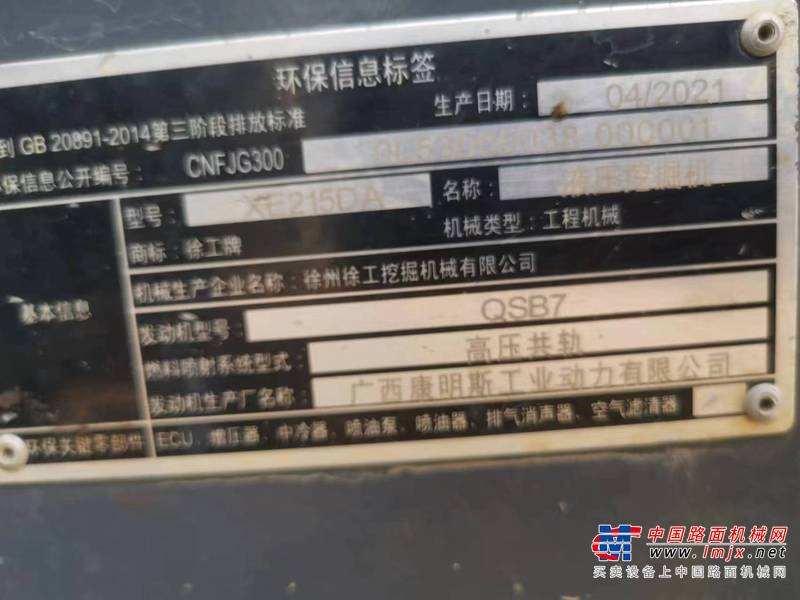 环保信息标签
生产日期： 04/2021
到 GB 20891-2014第三阶段排放标准
保信息公开编号： CNFJG300 000001
型号： XE215DA 名称： 液压挖掘机
商标：徐工牌 机械类型：工程机械
机械生产企业名称：徐州徐工挖掘机械有限公司
基本信息
发动机型号： QSB7
燃料喷射系统型式： 高压共轨
发动机生产厂名称： 广西康明斯工业动力有限公司
环保关键零部件 ECU、增压器、中冷器、喷油泵、喷油器、排气消声器、空气滤清器
中国路面机械网
www.lmjx.net
买卖设备上中国路面机械网